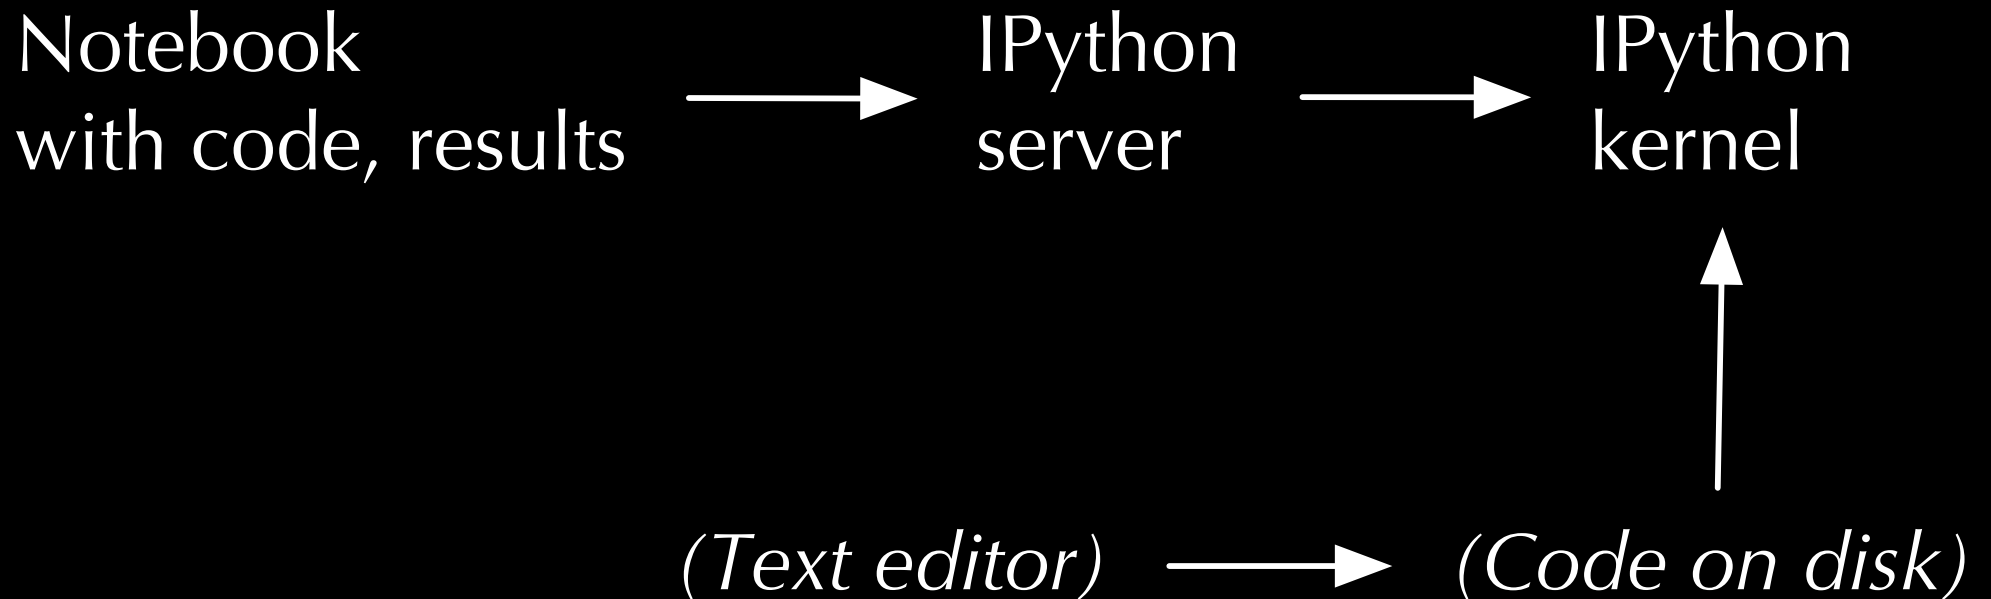 Notebook
with code, results
IPython
server
IPython
kernel
(Text editor)
(Code on disk)